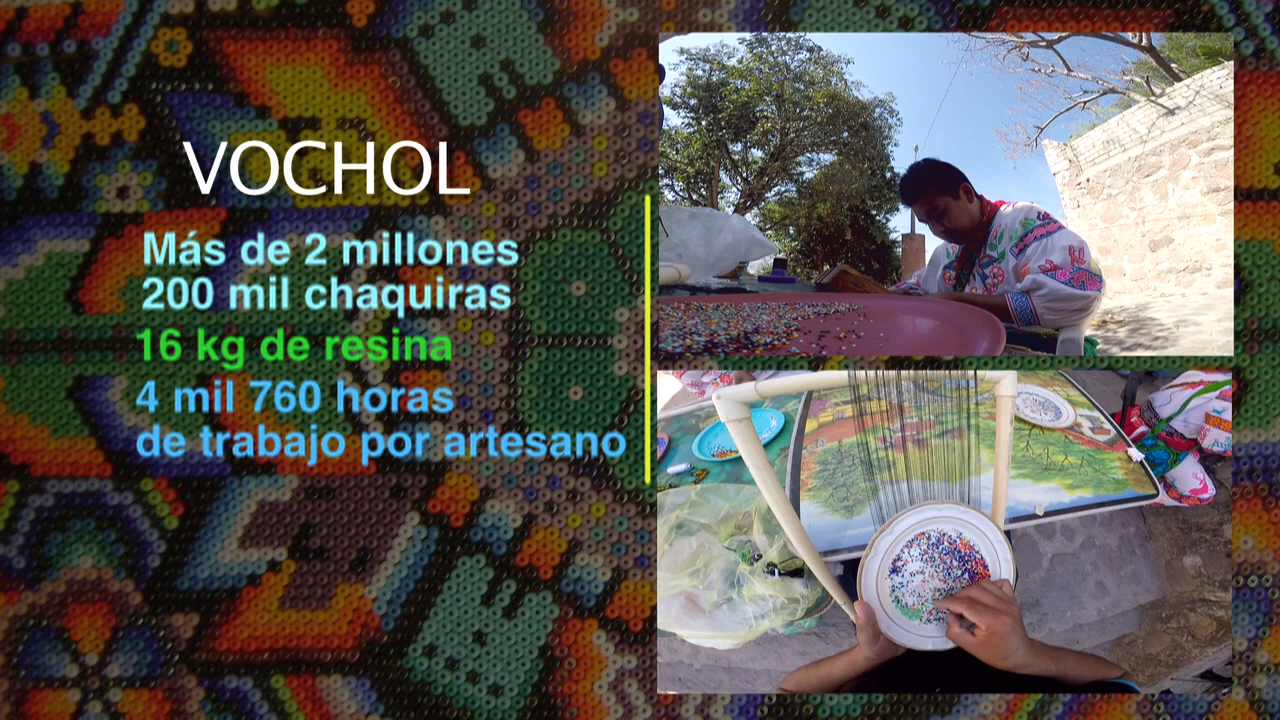 VOCHOL
Más de 2 millones
200 mil chaquiras
16 kg de resina
4 mil 760 horas
de trabajo por artesano